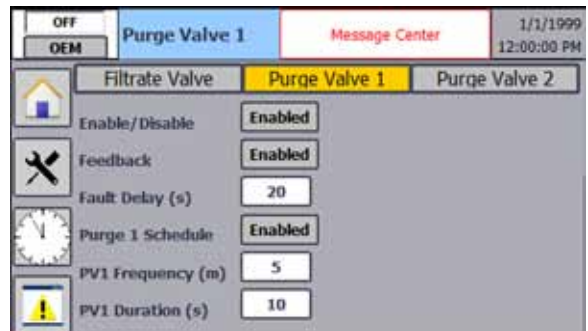 OFF
OEM
Purge Valve 1
Message Center
1/1/1999
12:00:00 PM
Filtrate Valve
Purge Valve 1
Purge Valve 2
Enable/Disable Enabled
Feedback Enabled
Fault Delay (s) 20
Purge 1 Schedule Enabled
PV1 Frequency (m) 5
PV1 Duration (s) 10